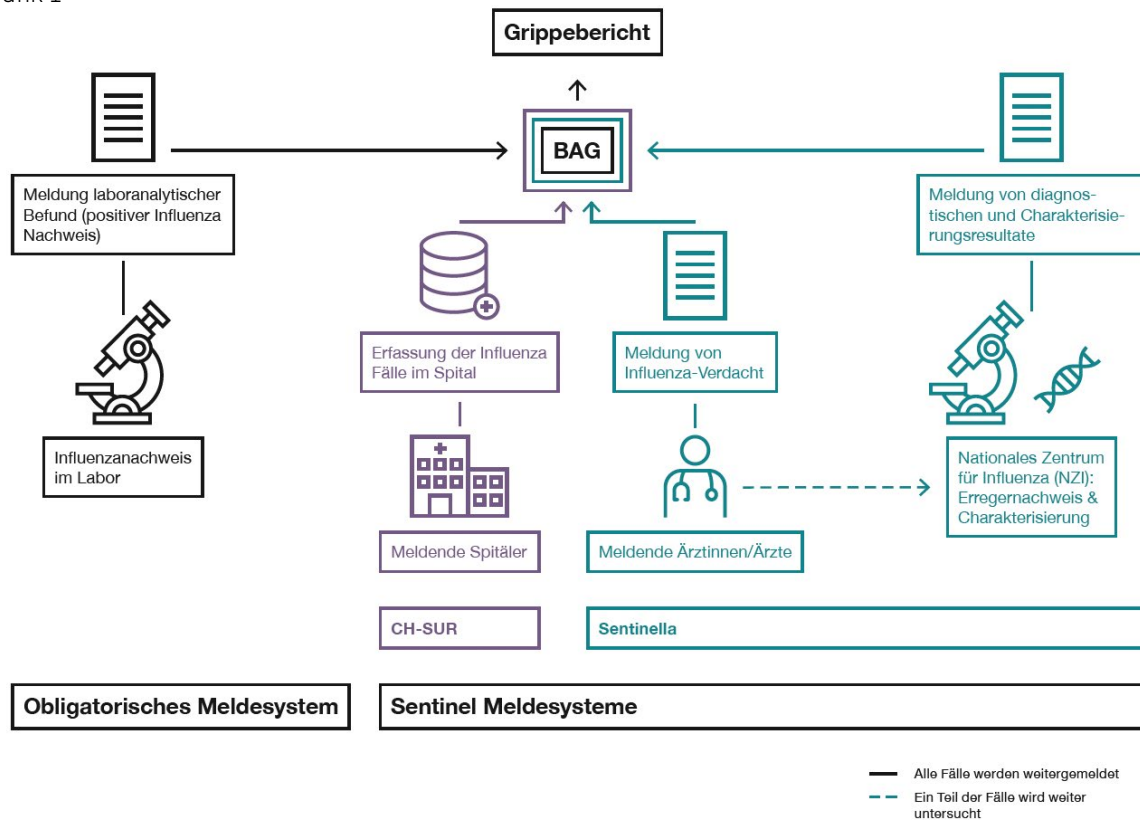 Grippebericht
BAG
Meldung laboranalytischer
Befund (positiver Influenza
Nachweis)
Meldung von diagnos-
tischen und Charakterisie-
rungsresultate
Erfassung der Influenza
Fälle im Spital
Meldung von
Influenza-Verdacht
Influenzanachweis
im Labor
Nationales Zentrum
für Influenza (NZI):
Erregernachweis &
Charakterisierung
Meldende Spitäler
Meldende Ärztinnen/Ärzte
CH-SUR
Sentinella
Obligatorisches Meldesystem
Sentinel Meldesysteme
Alle Fälle werden weitergemeldet
Ein Teil der Fälle wird weiter
untersucht